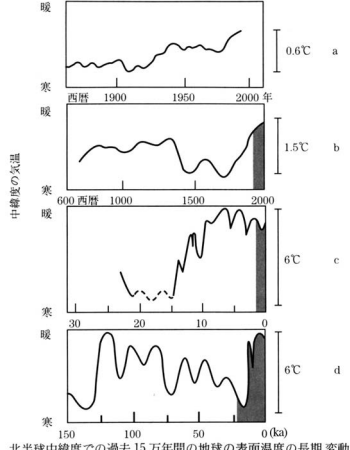 暖
0.6℃ a
寒
西暦 1900 1950 2000 年
暖
1.5℃ b
寒
600 西暦 1000 1500 2000
中緯度の気温
暖
6℃ c
寒
30 20 10 0
暖
6℃ d
寒
150 100 50 0 (ka)
北半球中緯度での過去 15 万年間の地球の表面温度の長期変動